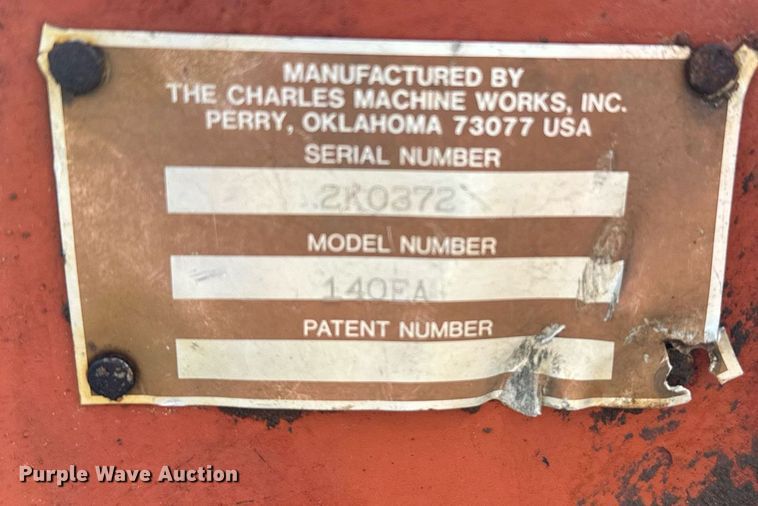 MANUFACTURED BY
THE CHARLES MACHINE WORKS, INC.
PERRY, OKLAHOMA 73077 USA
SERIAL NUMBER
2K0372
MODEL NUMBER
140FA
PATENT NUMBER
Purple Wave Auction